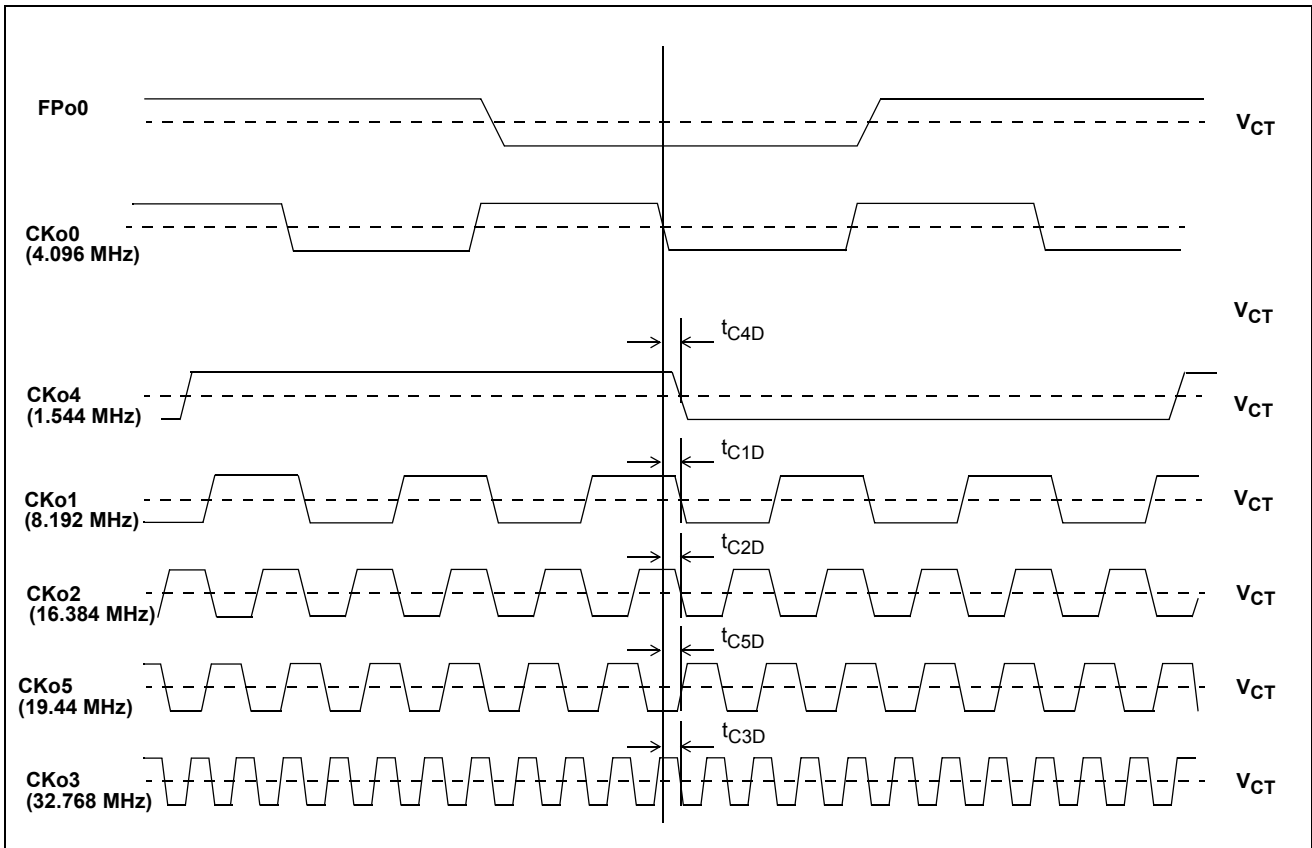 FPo0
VCT
CKo0
(4.096 MHz)
VCT
tC4D
CKo4
(1.544 MHz)
VCT
tC1D
CKo1
(8.192 MHz)
VCT
tC2D
CKo2
(16.384 MHz)
VCT
tC5D
CKo5
(19.44 MHz)
VCT
tC3D
CKo3
(32.768 MHz)
VCT